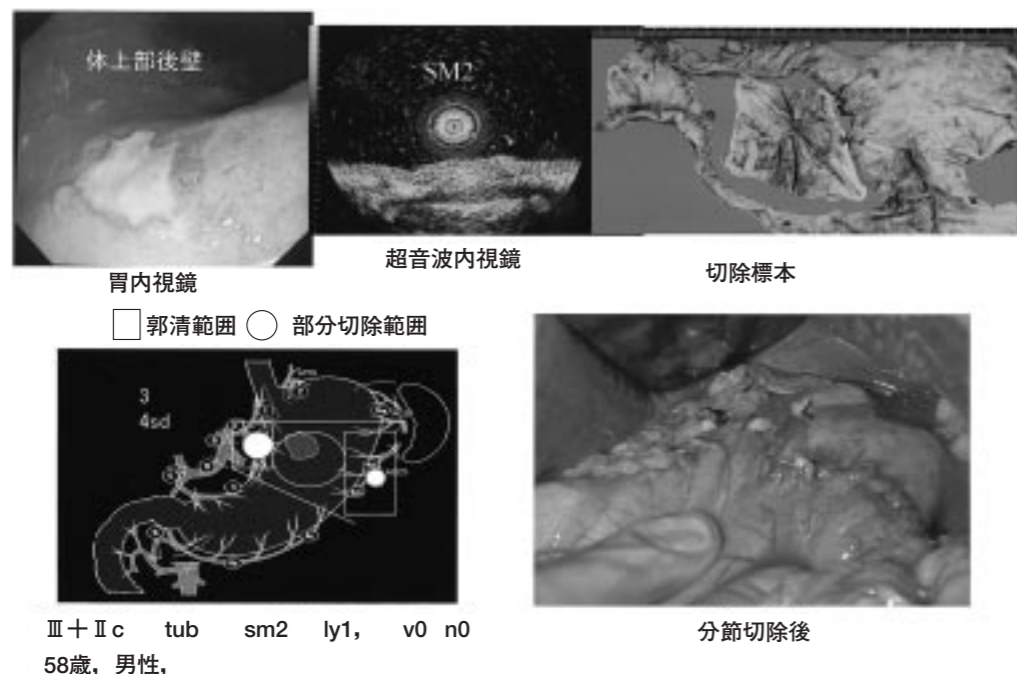 体上部後壁
SM2
胃内視鏡
超音波内視鏡
切除標本
郭清範囲 部分切除範囲
3
4sd
Ⅲ+Ⅱc tub sm2 ly1, v0 n0
58歳,男性,
分節切除後